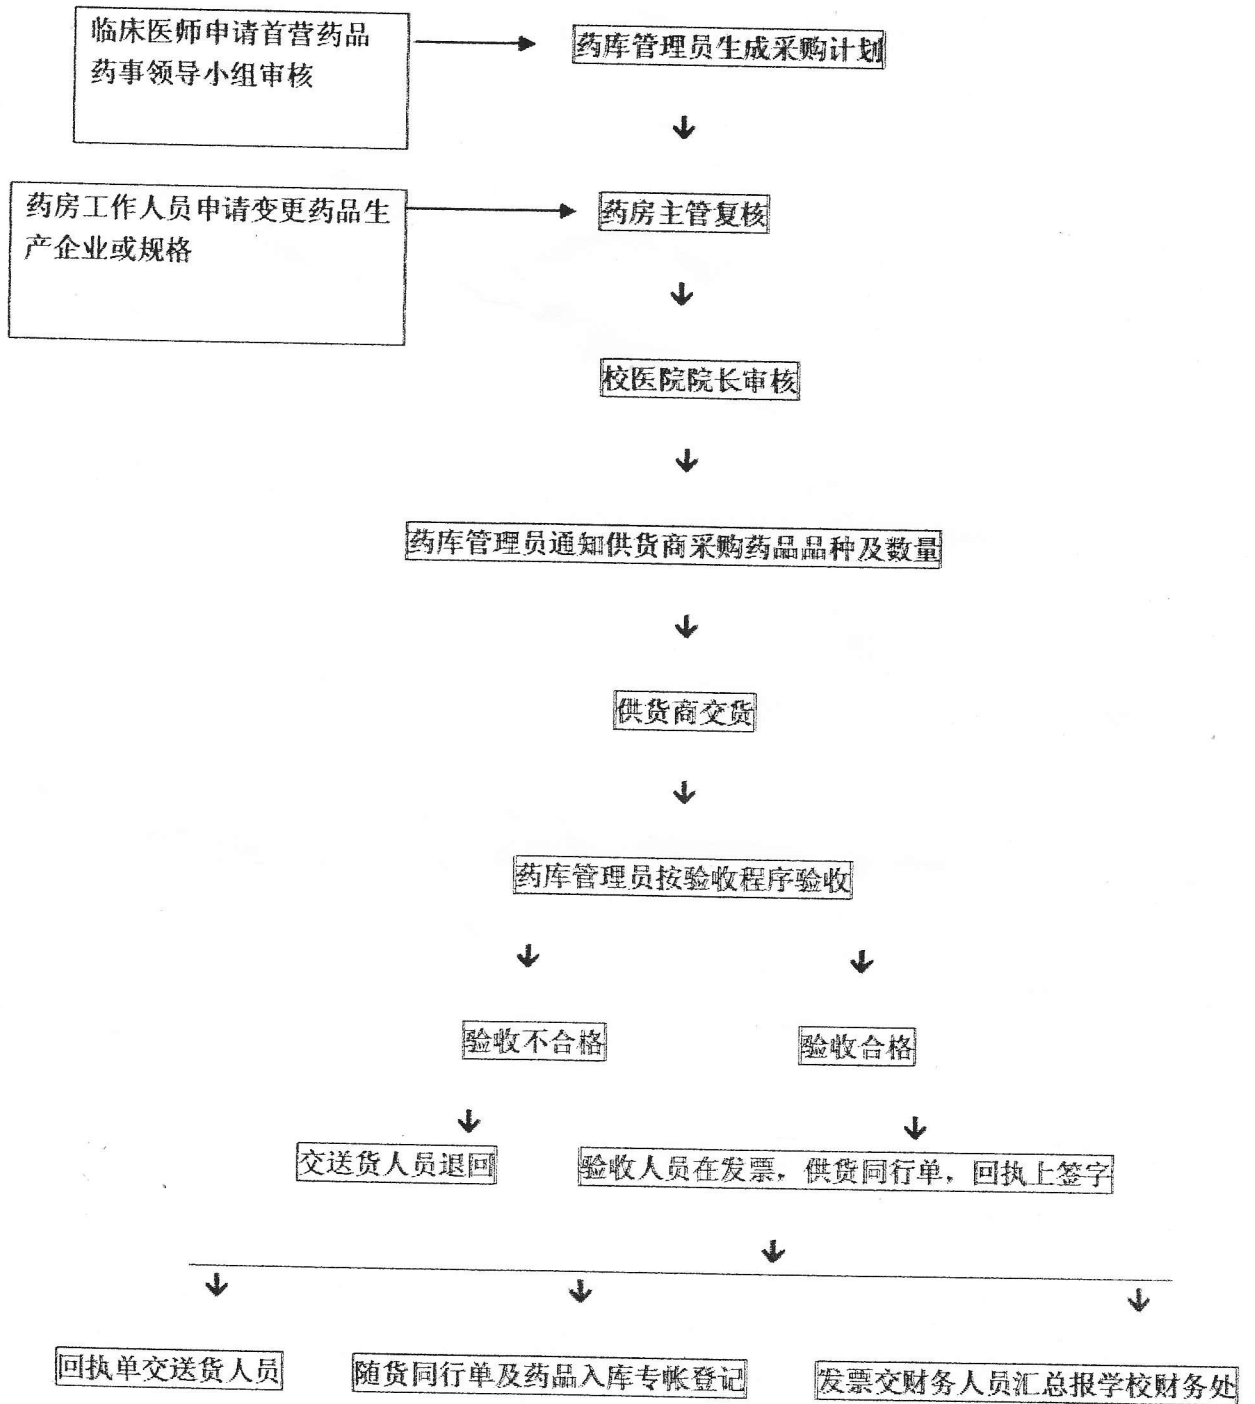 临床医师申请首营药品
药事领导小组审核
药库管理员生成采购计划
药房工作人员申请变更药品生
产企业或规格
药房主管复核
校医院院长审核
药库管理员通知供货商采购药品品种及数量
供货商交货
药库管理员按验收程序验收
验收不合格
验收合格
交送货人员退回
验收人员在发票，供货同行单，回执上签字
回执单交送货人员
随货同行单及药品入库专帐登记
发票交财务人员汇总报学校财务处